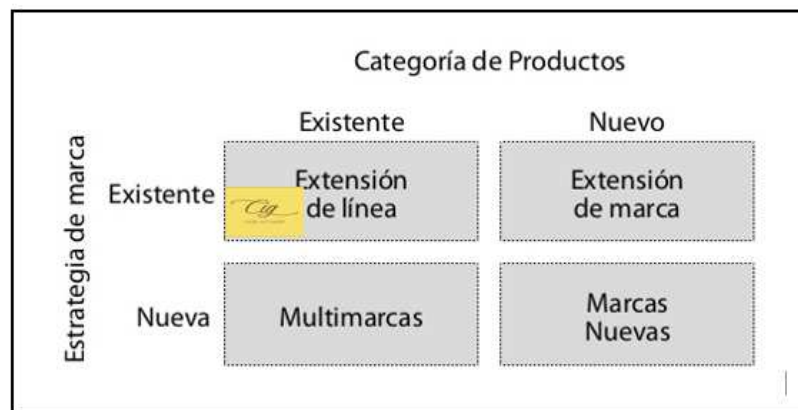 Categoría de Productos
Existente Nuevo
Estrategia de marca
Existente
Extensión
de línea
Extensión
de marca
Cig
Nueva
Multimarcas
Marcas
Nuevas